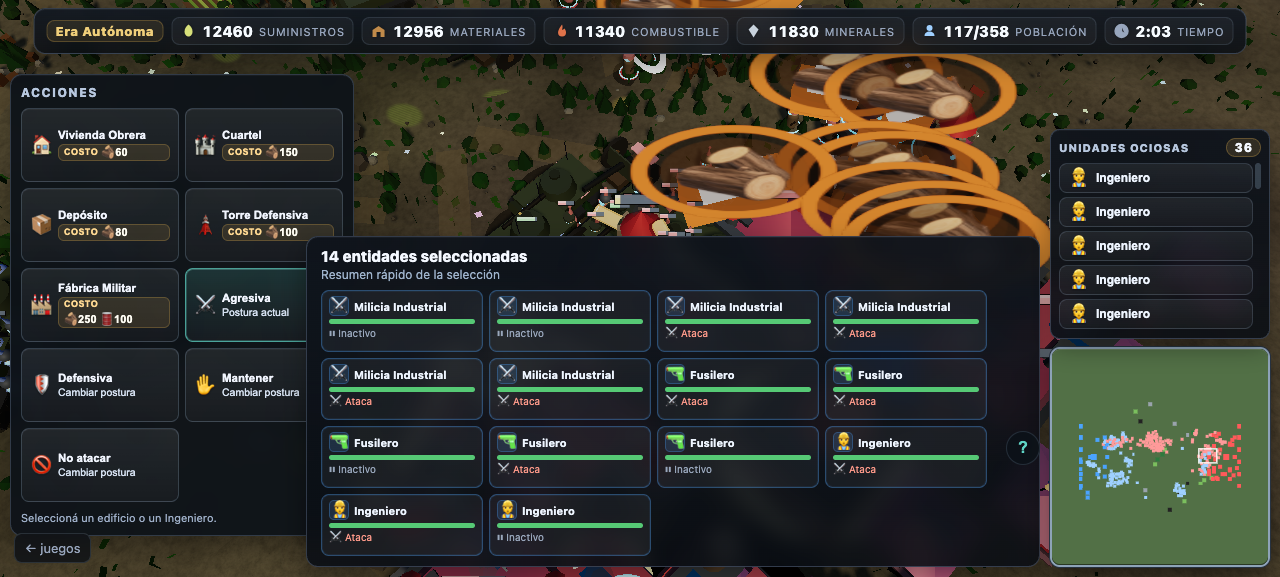 Era Autónoma
12460 SUMINISTROS
12956 MATERIALES
11340 COMBUSTIBLE
11830 MINERALES
117/358 POBLACIÓN
2:03 TIEMPO
ACCIONES
Vivienda Obrera
COSTO 60
Cuartel
COSTO 150
Depósito
COSTO 80
Torre Defensiva
COSTO 100
Fábrica Militar
COSTO
250 100
Agresiva
Postura actual
Defensiva
Cambiar postura
Mantener
Cambiar postura
No atacar
Cambiar postura
Seleccioná un edificio o un Ingeniero.
← juegos
14 entidades seleccionadas
Resumen rápido de la selección
Milicia Industrial
Inactivo
Milicia Industrial
Inactivo
Milicia Industrial
Ataca
Milicia Industrial
Ataca
Milicia Industrial
Ataca
Milicia Industrial
Ataca
Fusilero
Ataca
Fusilero
Ataca
Fusilero
Inactivo
Fusilero
Ataca
Fusilero
Inactivo
Ingeniero
Ataca
Ingeniero
Ataca
Ingeniero
Inactivo
?
UNIDADES OCIOSAS 36
Ingeniero
Ingeniero
Ingeniero
Ingeniero
Ingeniero